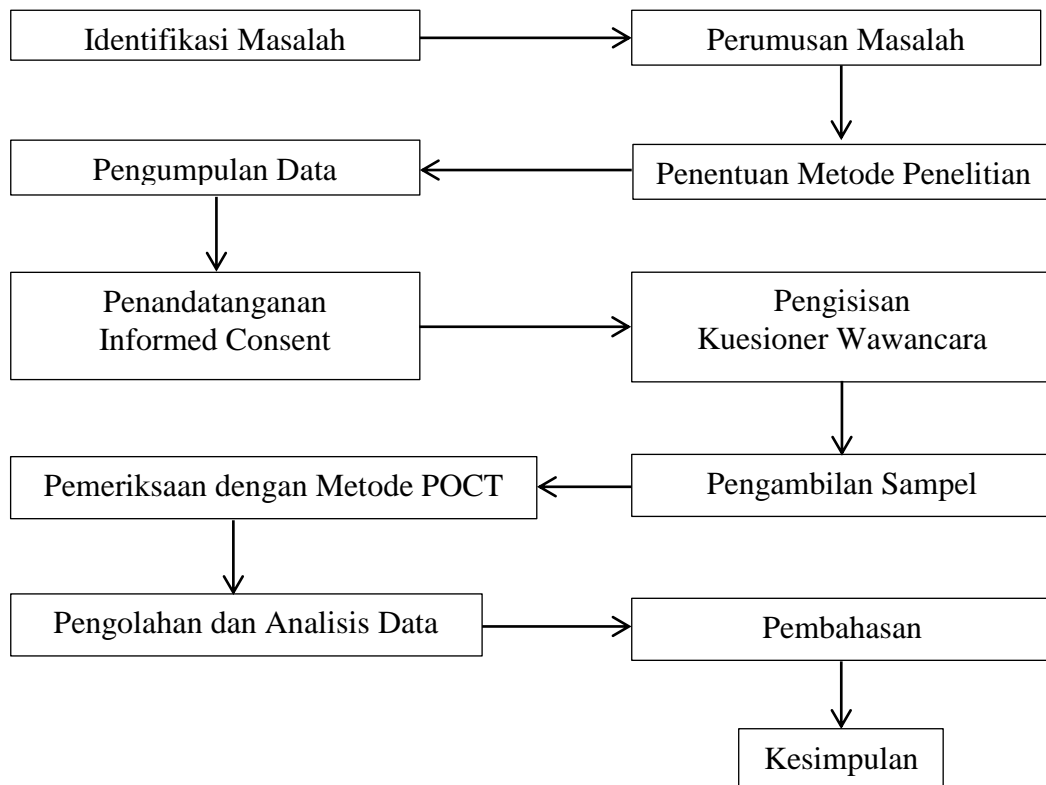 Identifikasi Masalah
Perumusan Masalah
Penentuan Metode Penelitian
Pengumpulan Data
Penandatanganan
Informed Consent
Pengisisan
Kuesioner Wawancara
Pengambilan Sampel
Pemeriksaan dengan Metode POCT
Pengolahan dan Analisis Data
Pembahasan
Kesimpulan